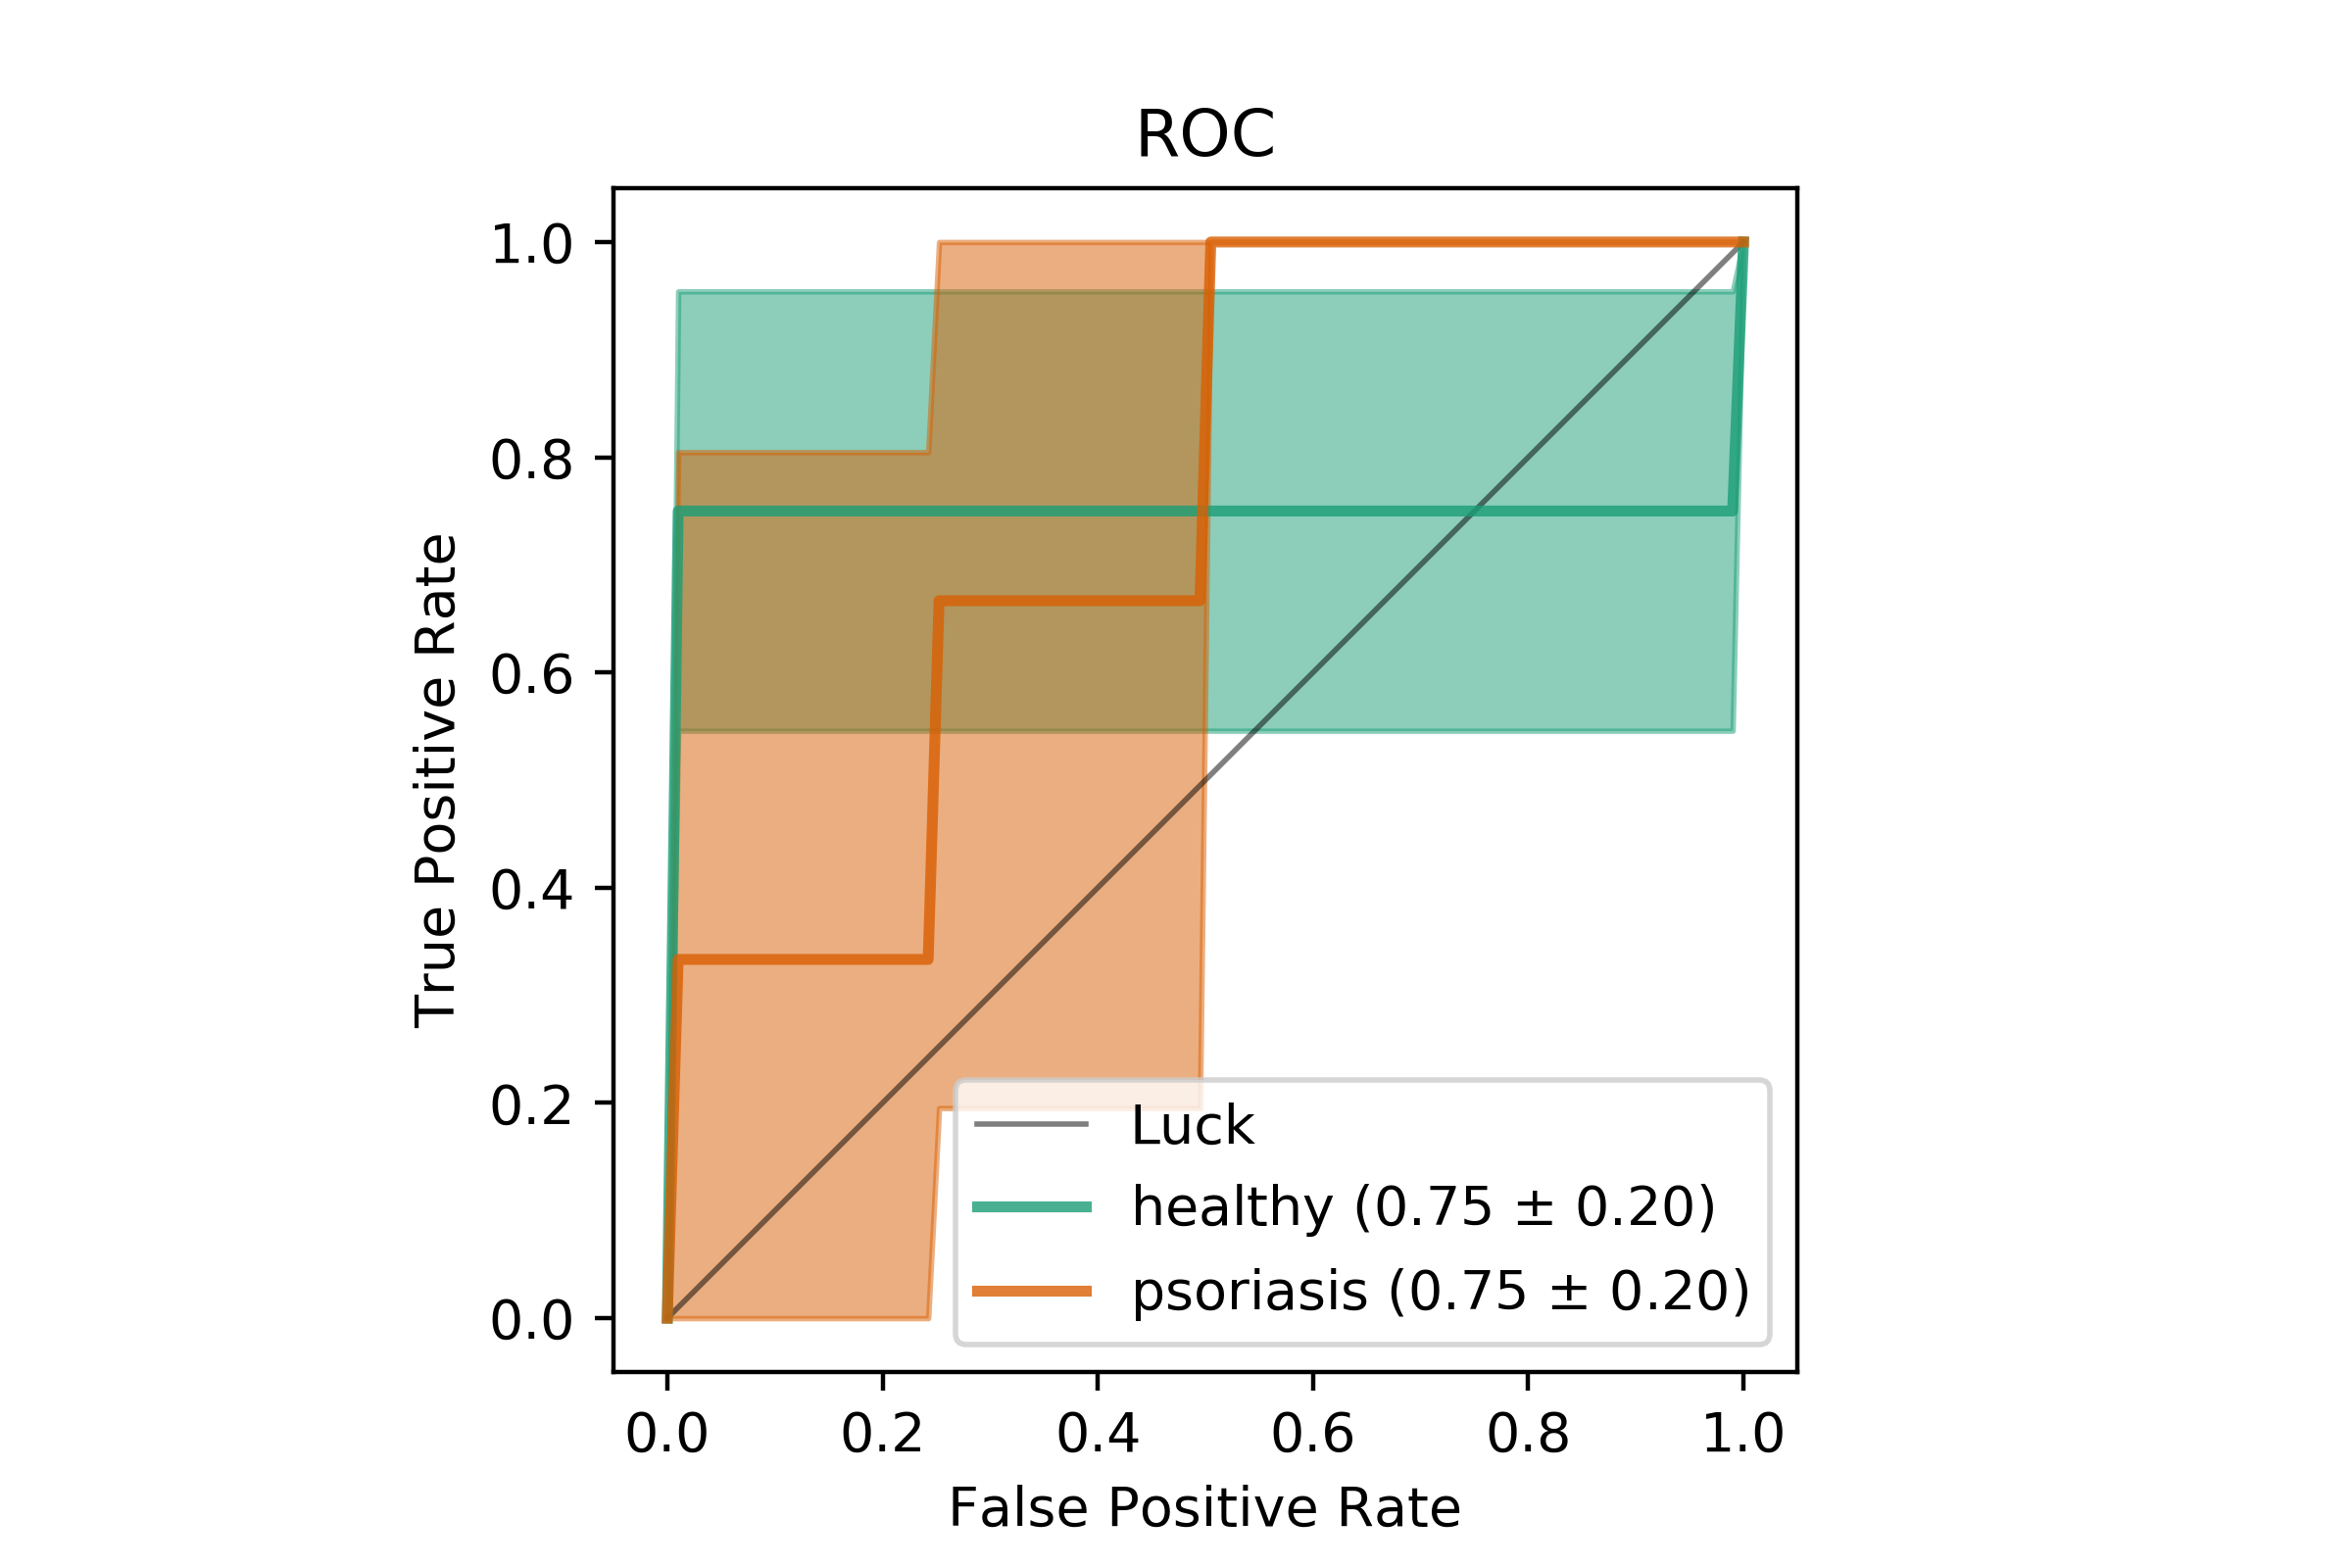 ROC
True Positive Rate
1.0
0.8
0.6
0.4
0.2
0.0
Luck
healthy (0.75 ± 0.20)
psoriasis (0.75 ± 0.20)
0.0 0.2 0.4 0.6 0.8 1.0
False Positive Rate